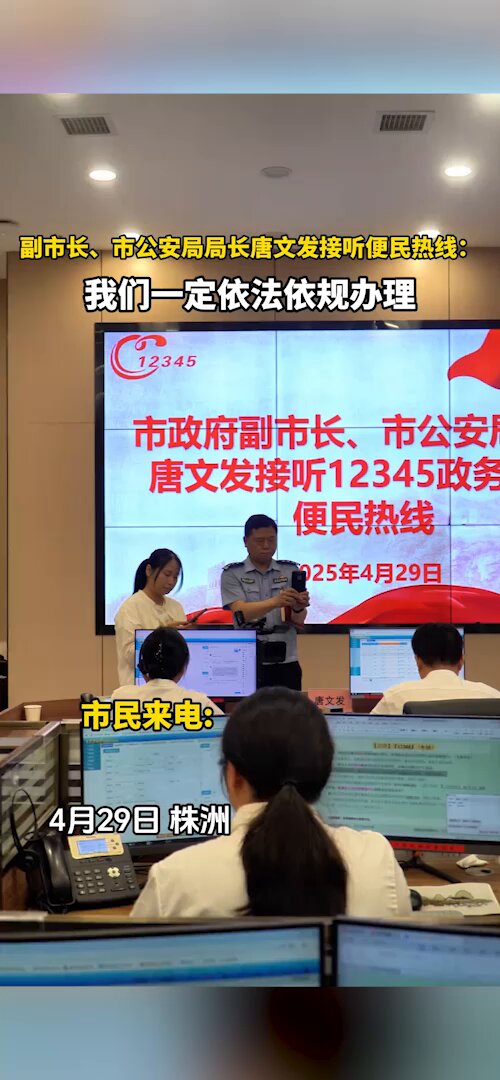 副市长、市公安局局长唐文发接听便民热线:
我们一定依法依规办理
12345
市政府副市长、市公安局
唐文发接听12345政务
便民热线
2025年4月29日
唐文发
市民来电:
4月29日 株洲